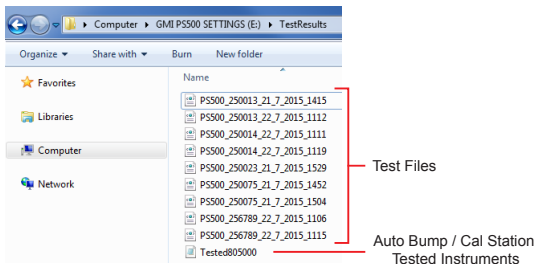 Computer ▸ GMI PS500 SETTINGS (E:) ▸ TestResults
Organize Share with Burn New folder
Favorites
Libraries
Computer
Network
Name
PS500_250013_21_7_2015_1415
PS500_250013_22_7_2015_1112
PS500_250014_22_7_2015_1111
PS500_250014_22_7_2015_1119
PS500_250023_21_7_2015_1529
PS500_250075_21_7_2015_1452
PS500_250075_21_7_2015_1504
PS500_256789_22_7_2015_1106
PS500_256789_22_7_2015_1115
Tested805000
Test Files
Auto Bump / Cal Station
Tested Instruments